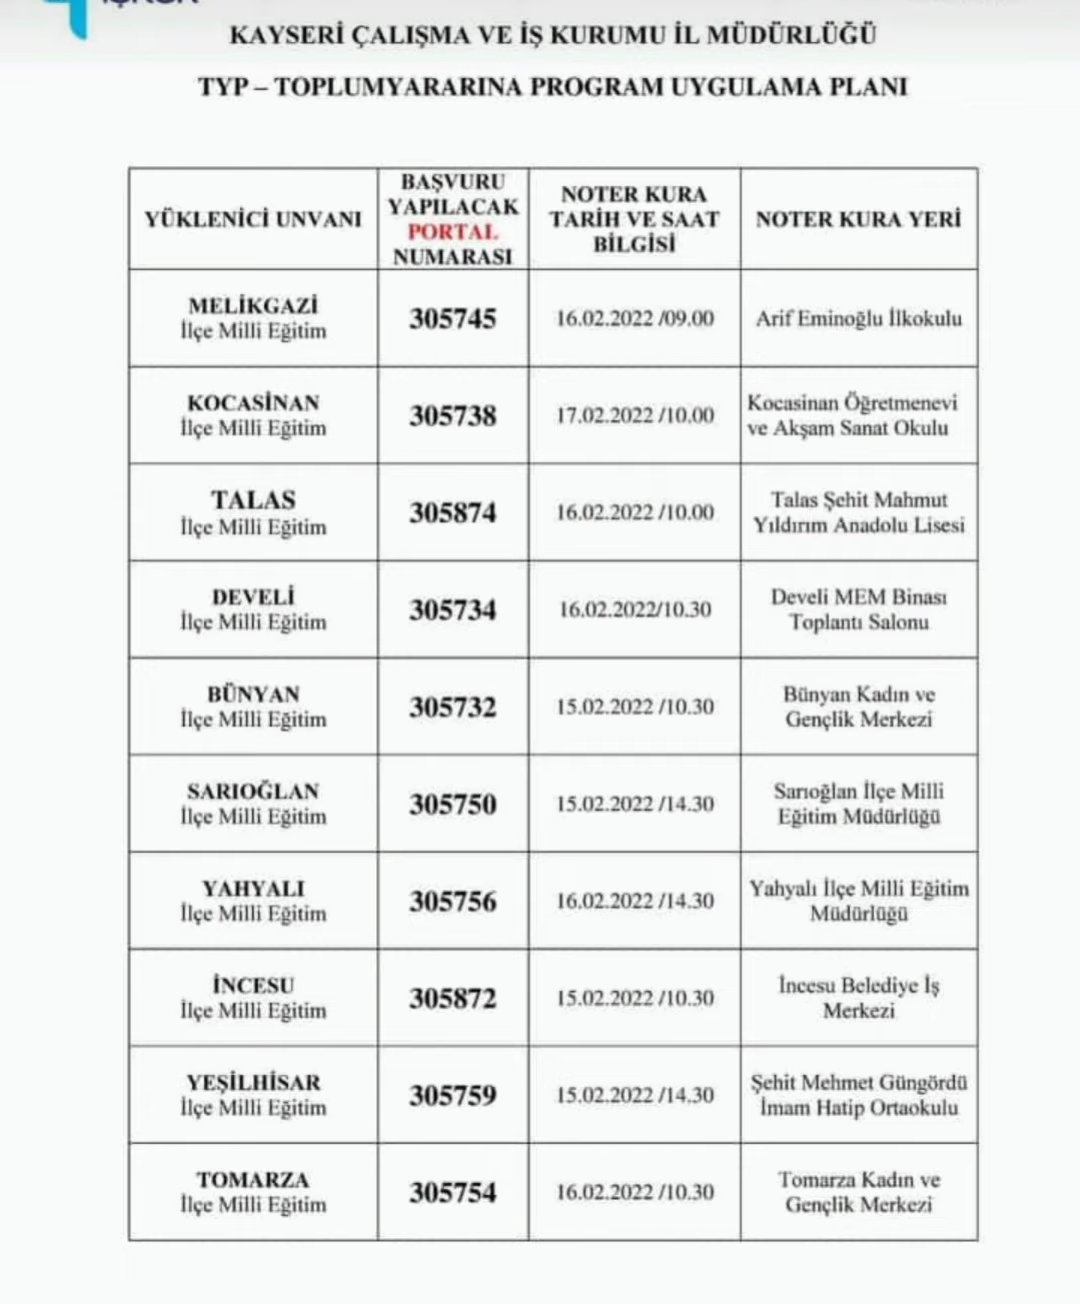 KAYSERİ ÇALIŞMA VE İŞ KURUMU İL MÜDÜRLÜĞÜ
TYP – TOPLUMYARARINA PROGRAM UYGULAMA PLANI
YÜKLENİCİ UNVANI
BAŞVURU
YAPILACAK
PORTAL
NUMARASI
NOTER KURA
TARİH VE SAAT
BİLGİSİ
NOTER KURA YERİ
MELİKGAZİ
İlçe Milli Eğitim
305745
16.02.2022 /09.00
Arif Eminoğlu İlkokulu
KOCASİNAN
İlçe Milli Eğitim
305738
17.02.2022 /10.00
Kocasinan Öğretmenevi
ve Akşam Sanat Okulu
TALAS
İlçe Milli Eğitim
305874
16.02.2022 /10.00
Talas Şehit Mahmut
Yıldırım Anadolu Lisesi
DEVELİ
İlçe Milli Eğitim
305734
16.02.2022/10.30
Develi MEM Binası
Toplantı Salonu
BÜNYAN
İlçe Milli Eğitim
305732
15.02.2022 /10.30
Bünyan Kadın ve
Gençlik Merkezi
SARIOĞLAN
İlçe Milli Eğitim
305750
15.02.2022 /14.30
Sarıoğlan İlçe Milli
Eğitim Müdürlüğü
YAHYALI
İlçe Milli Eğitim
305756
16.02.2022 /14.30
Yahyalı İlçe Milli Eğitim
Müdürlüğü
İNCESU
İlçe Milli Eğitim
305872
15.02.2022 /10.30
İncesu Belediye İş
Merkezi
YEŞİLHİSAR
İlçe Milli Eğitim
305759
15.02.2022 /14.30
Şehit Mehmet Güngördü
İmam Hatip Ortaokulu
TOMARZA
İlçe Milli Eğitim
305754
16.02.2022 /10.30
Tomarza Kadın ve
Gençlik Merkezi